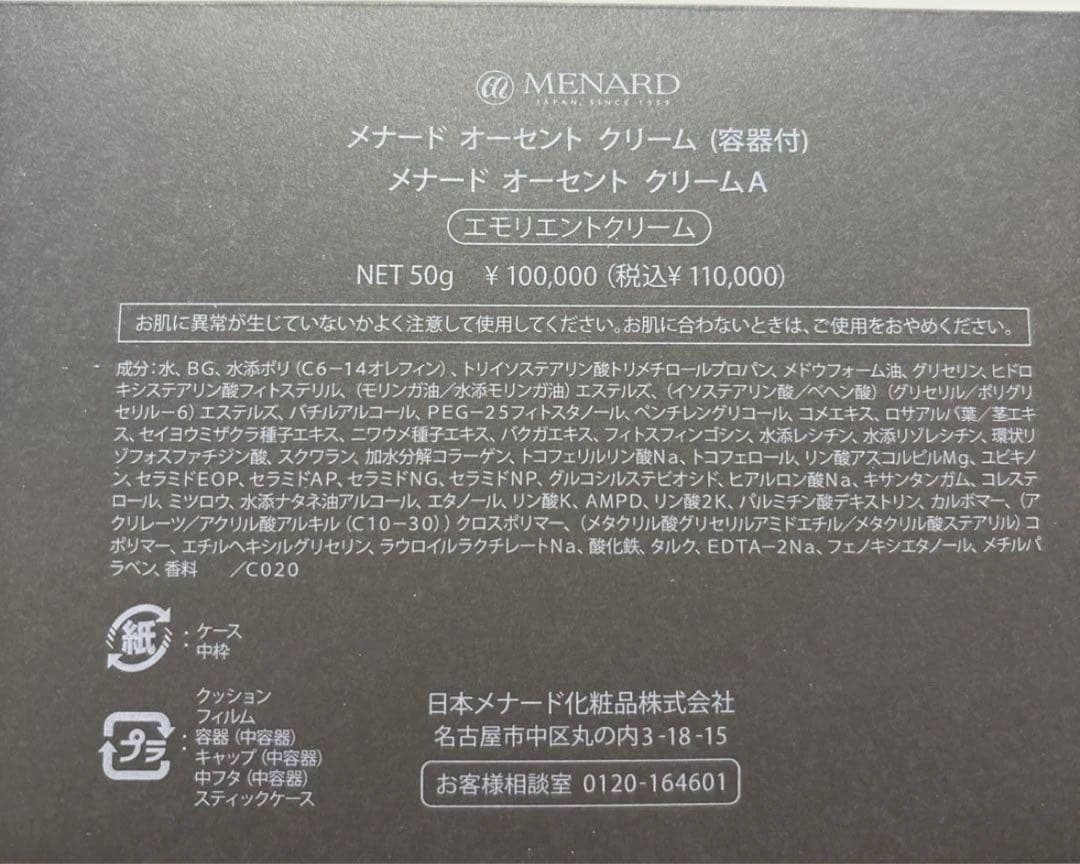 MENARD
JAPAN, SINCE 1959
メナード オーセント クリーム (容器付)
メナード オーセント クリームA
エモリエントクリーム
NET 50g ¥100,000(税込¥110,000)
お肌に異常が生じていないかよく注意して使用してください。お肌に合わないときは、ご使用をおやめください。
成分:水、BG、水添ポリ(C6-14オレフィン)、トリイソステアリン酸トリメチロールプロパン、メドウフォーム油、グリセリン、ヒドロ
キシステアリン酸フィトステリル、(モリンガ油/水添モリンガ油)エステルズ、(イソステアリン酸/ベヘン酸)(グリセリル/ポリグリ
セリル-6)エステルズ、バチルアルコール、PEG-25フィトスタノール、ペンチレングリコール、コメエキス、ロサアルバ葉/茎エキ
ス、セイヨウミザクラ種子エキス、ニワウメ種子エキス、バクガエキス、フィトスフィンゴシン、水添レシチン、水添リゾレシチン、環状リ
ゾフォスファチジン酸、スクワラン、加水分解コラーゲン、トコフェリルリン酸Na、トコフェロール、リン酸アスコルビルMg、ユビキノ
ン、セラミドEOP、セラミドAP、セラミドNG、セラミドNP、グルコシルステビオシド、ヒアルロン酸Na、キサンタンガム、コレステ
ロール、ミツロウ、水添ナタネ油アルコール、エタノール、リン酸K、AMPD、リン酸2K、パルミチン酸デキストリン、カルボマー、(ア
クリレーツ/アクリル酸アルキル(C10-30))クロスポリマー、(メタクリル酸グリセリルアミドエチル/メタクリル酸ステアリル)コ
ポリマー、エチルヘキシルグリセリン、ラウロイルラクチレートNa、酸化鉄、タルク、EDTA-2Na、フェノキシエタノール、メチルパ
ラベン、香料 /C020
紙:ケース
中枠
クッション
フィルム
プラ:容器(中容器)
キャップ(中容器)
中フタ(中容器)
スティックケース
日本メナード化粧品株式会社
名古屋市中区丸の内3-18-15
お客様相談室 0120-164601